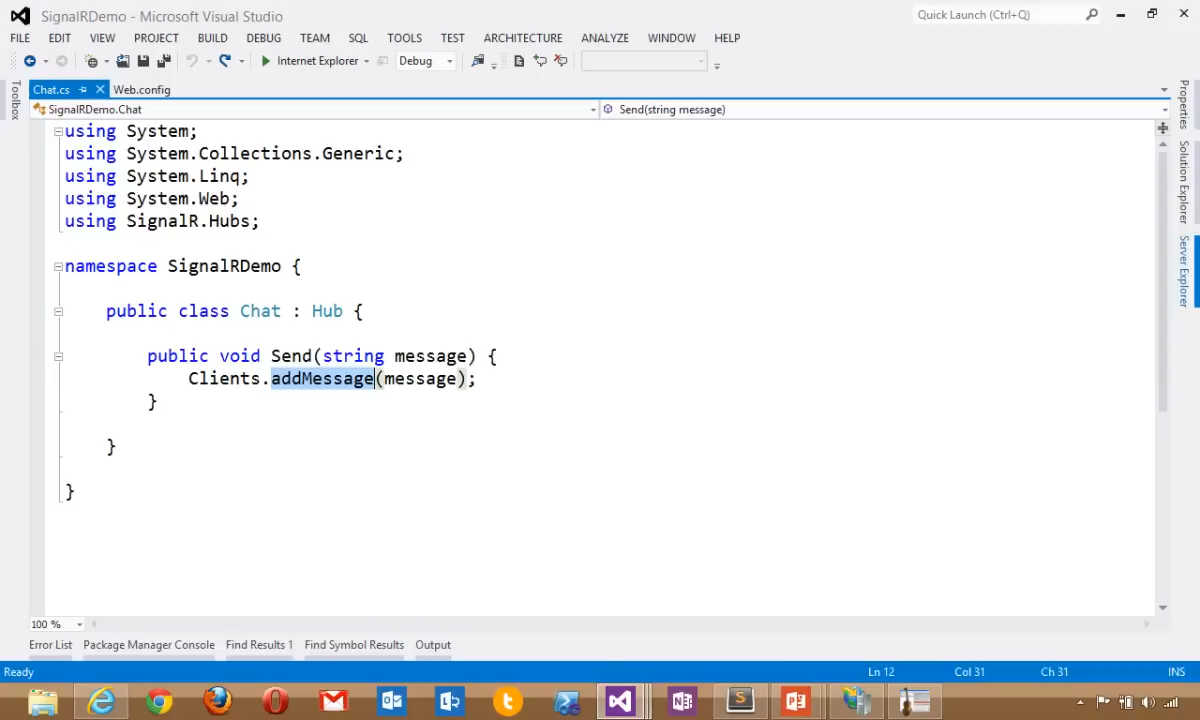 SignalRDemo - Microsoft Visual Studio
Quick Launch (Ctrl+Q)
FILE EDIT VIEW PROJECT BUILD DEBUG TEAM SQL TOOLS TEST ARCHITECTURE ANALYZE WINDOW HELP
Internet Explorer Debug
Toolbox
Chat.cs Web.config
SignalRDemo.Chat Send(string message)
using System;
using System.Collections.Generic;
using System.Linq;
using System.Web;
using SignalR.Hubs;
namespace SignalRDemo {
public class Chat : Hub {
public void Send(string message) {
Clients.addMessage(message);
}
}
}
Properties
Solution Explorer
Server Explorer
100 %
Error List Package Manager Console Find Results 1 Find Symbol Results Output
Ready Ln 12 Col 31 Ch 31 INS